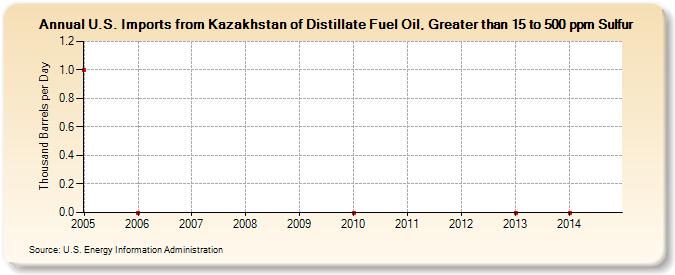 Annual U.S. Imports from Kazakhstan of Distillate Fuel Oil, Greater than 15 to 500 ppm Sulfur
Thousand Barrels per Day
1.2
1.0
0.8
0.6
0.4
0.2
0.0
2005 2006 2007 2008 2009 2010 2011 2012 2013 2014
Source: U.S. Energy Information Administration